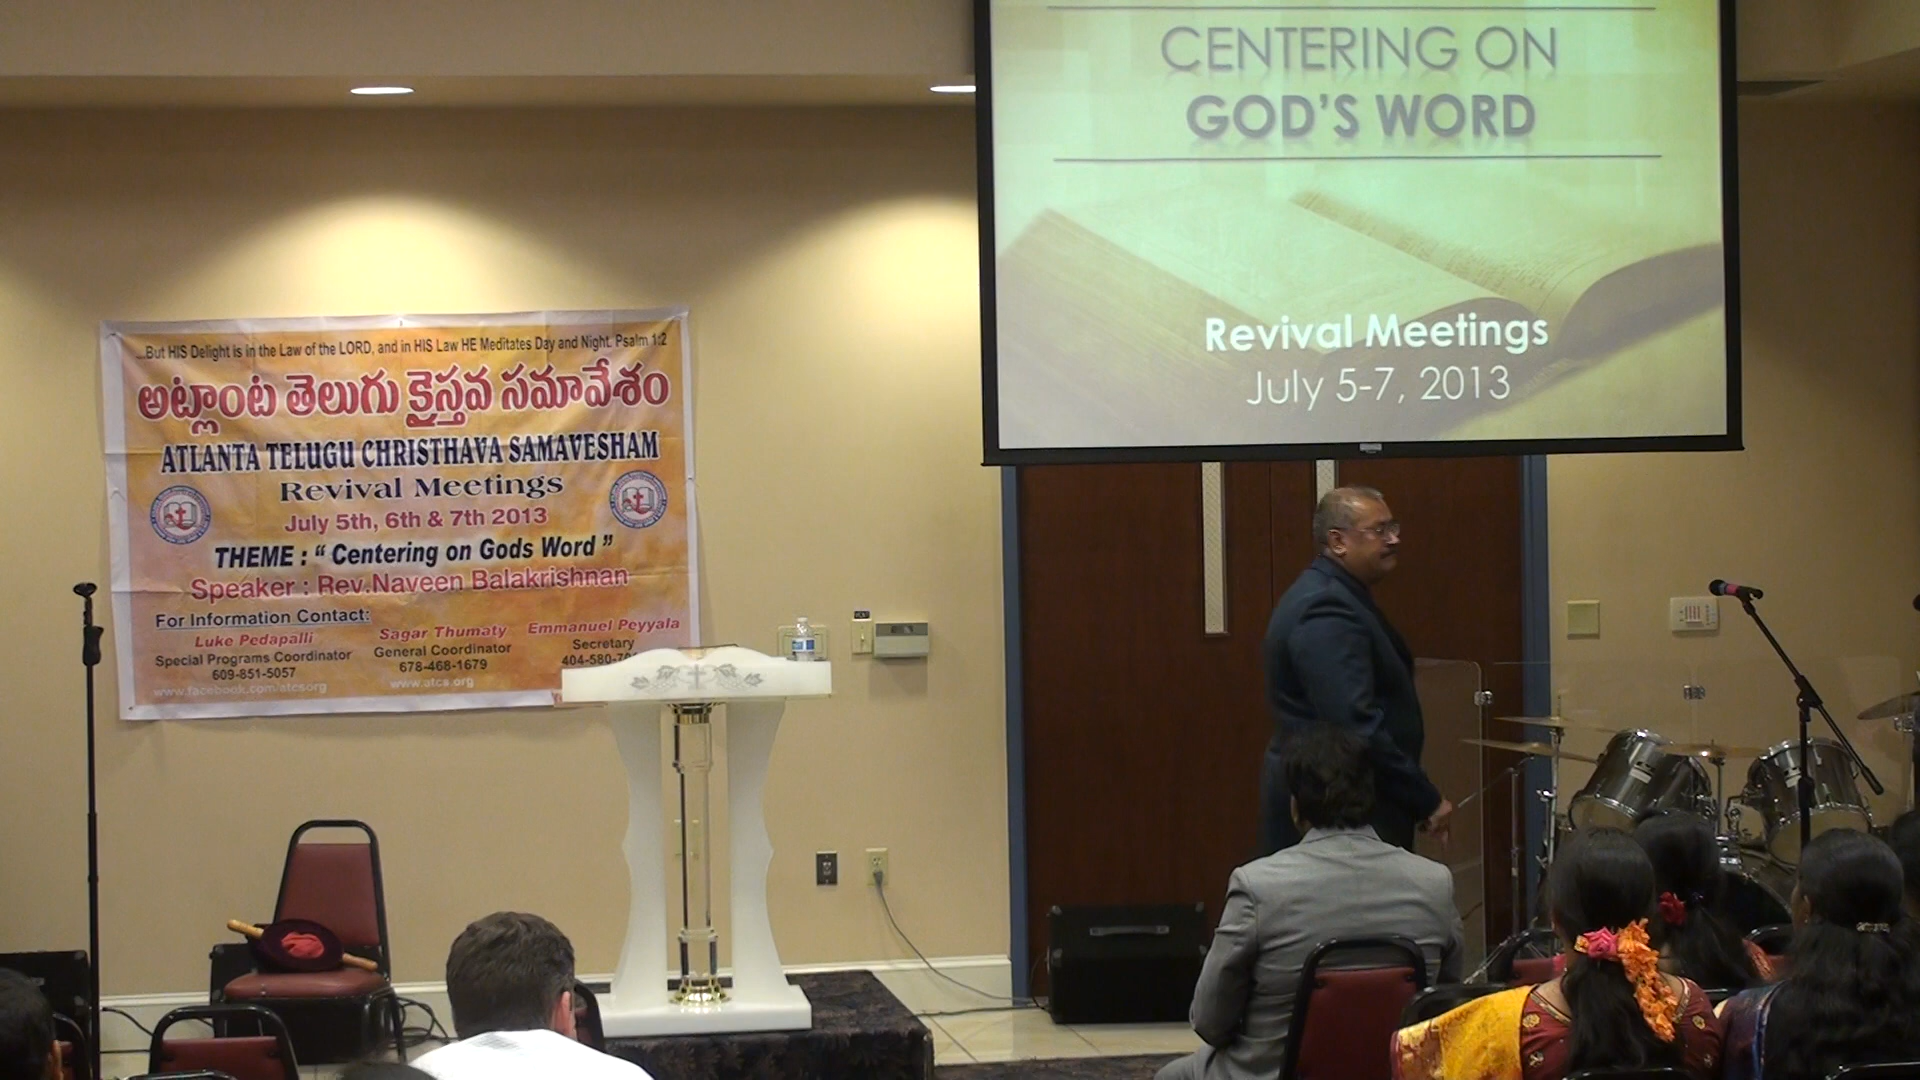 ...But HIS Delight is in the Law of the LORD, and in HIS Law HE Meditates Day and Night. Psalm 1:2
అట్లాంట తెలుగు క్రైస్తవ సమావేశం
ATLANTA TELUGU CHRISTHAVA SAMAVESHAM
Revival Meetings
July 5th, 6th & 7th 2013
THEME : “ Centering on Gods Word ”
Speaker : Rev.Naveen Balakrishnan
For Information Contact:
Luke Pedapalli
Special Programs Coordinator
609-851-5057
www.facebook.com/atcsorg
Sagar Thumaty
General Coordinator
678-468-1679
www.atcs.org
Emmanuel Peyyala
Secretary
404-580-
CENTERING ON
GOD’S WORD
Revival Meetings
July 5-7, 2013